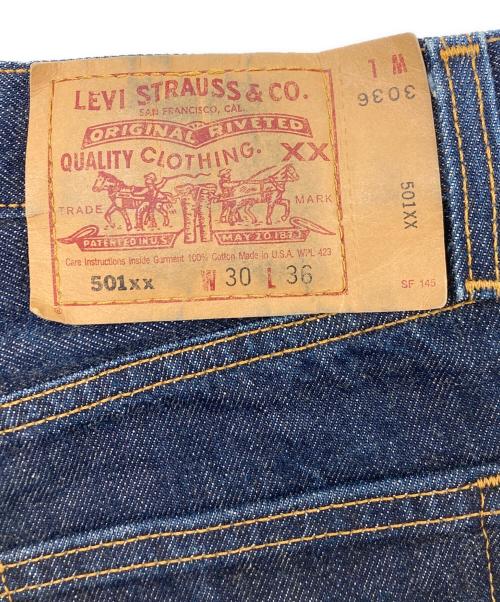 LEVI STRAUSS & CO.
SAN FRANCISCO, CAL.
ORIGINAL RIVETED
QUALITY CLOTHING. XX
TRADE MARK
PATENTED IN U.S. MAY 20 1873
Care Instructions Inside Garment 100% Cotton Made in U.S.A. WPL 423
501xx W 30 L 36
M 1
3036
501XX
SF 145